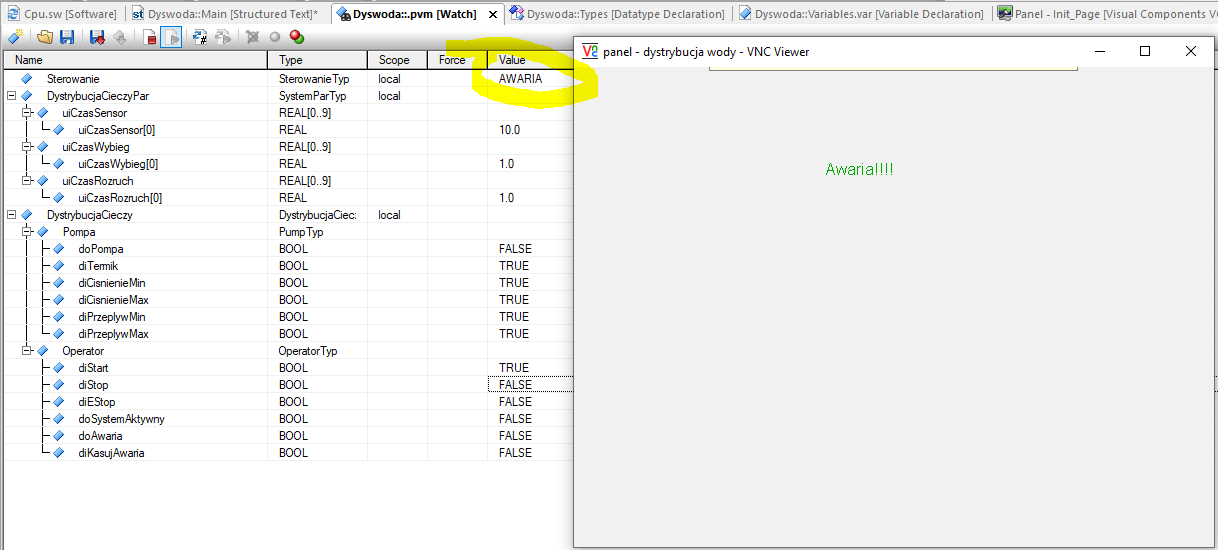 Cpu.sw [Software] Dyswoda::Main [Structured Text]* Dyswoda::.pvm [Watch] Dyswoda::Types [Datatype Declaration] Dyswoda::Variables.var [Variable Declaration] Panel - Init_Page [Visual Components V
Name Type Scope Force Value
Sterowanie SterowanieTyp local AWARIA
DystrybucjaCieczyPar SystemParTyp local
uiCzasSensor REAL[0..9]
uiCzasSensor[0] REAL 10.0
uiCzasWybieg REAL[0..9]
uiCzasWybieg[0] REAL 1.0
uiCzasRozruch REAL[0..9]
uiCzasRozruch[0] REAL 1.0
DystrybucjaCieczy DystrybucjaCiec: local
Pompa PumpTyp
doPompa BOOL FALSE
diTermik BOOL TRUE
diCisnienieMin BOOL TRUE
diCisnienieMax BOOL TRUE
diPrzeplywMin BOOL TRUE
diPrzeplywMax BOOL TRUE
Operator OperatorTyp
diStart BOOL TRUE
diStop BOOL FALSE
diEStop BOOL FALSE
doSystemAktywny BOOL FALSE
doAwaria BOOL FALSE
diKasujAwaria BOOL FALSE
panel - dystrybucja wody - VNC Viewer
Awaria!!!!